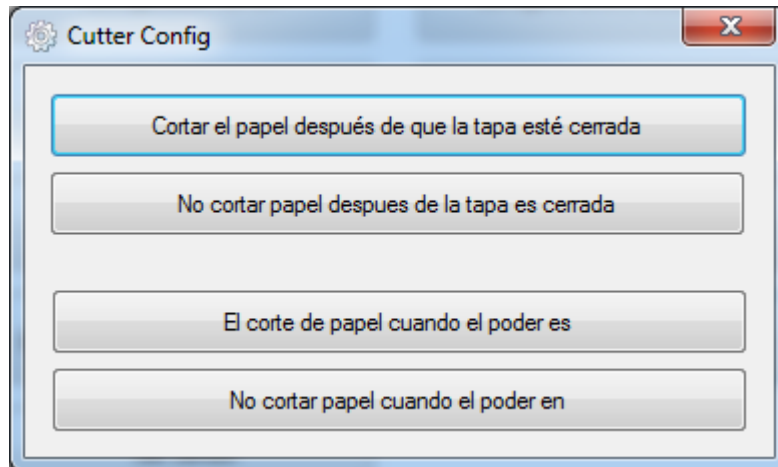 Cutter Config
Cortar el papel después de que la tapa esté cerrada
No cortar papel despues de la tapa es cerrada
El corte de papel cuando el poder es
No cortar papel cuando el poder en